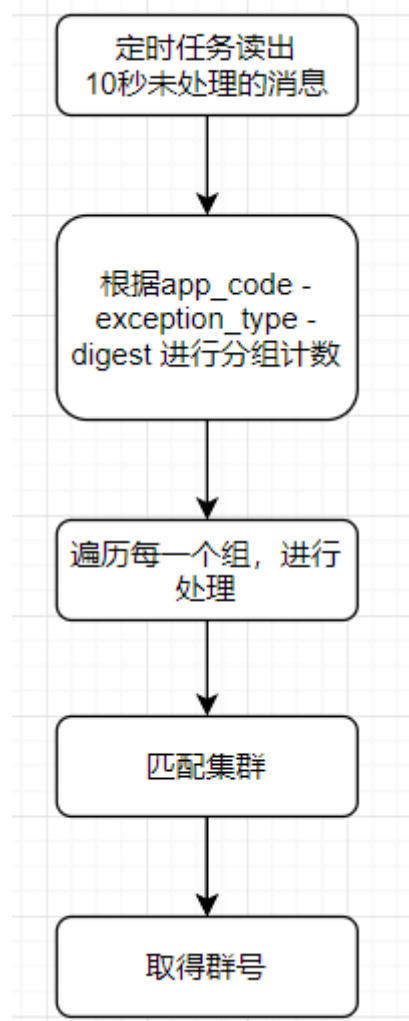 定时任务读出
10秒未处理的消息
根据app_code -
exception_type -
digest 进行分组计数
遍历每一个组，进行
处理
匹配集群
取得群号